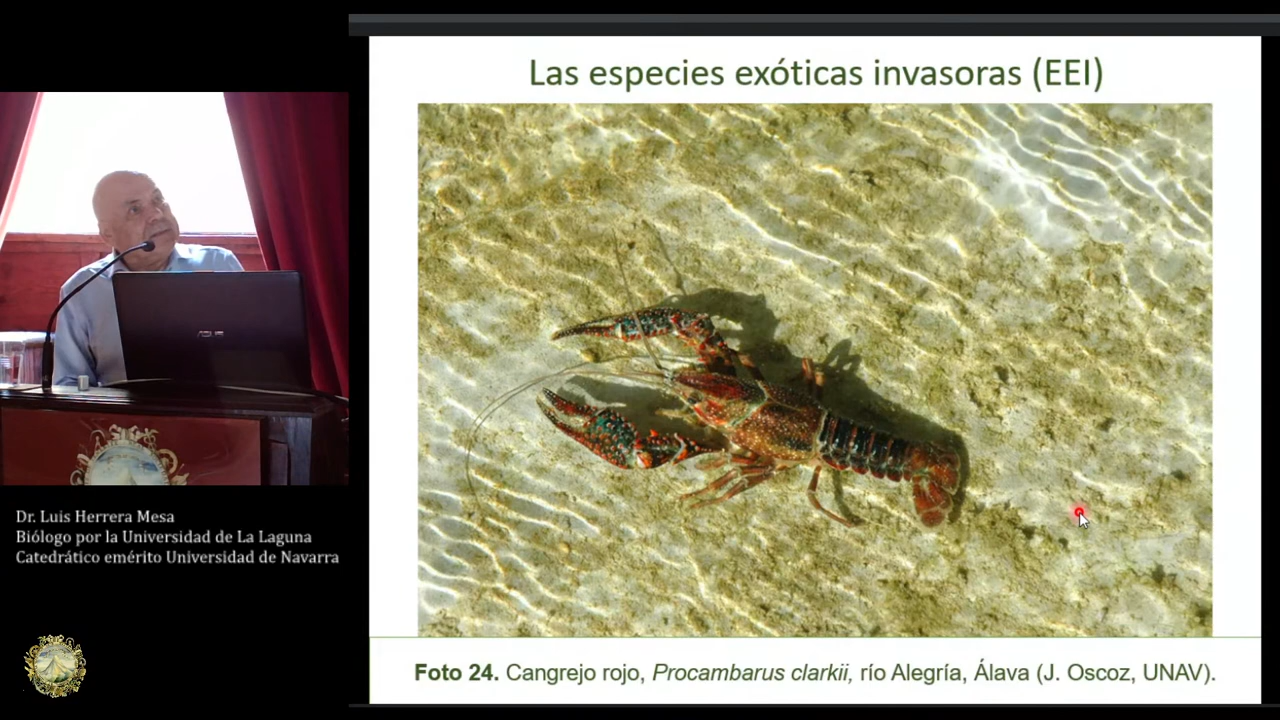 Las especies exóticas invasoras (EEI)
ASUS
Dr. Luis Herrera Mesa
Biólogo por la Universidad de La Laguna
Catedrático emérito Universidad de Navarra
Foto 24. Cangrejo rojo, Procambarus clarkii, río Alegría, Álava (J. Oscoz, UNAV).